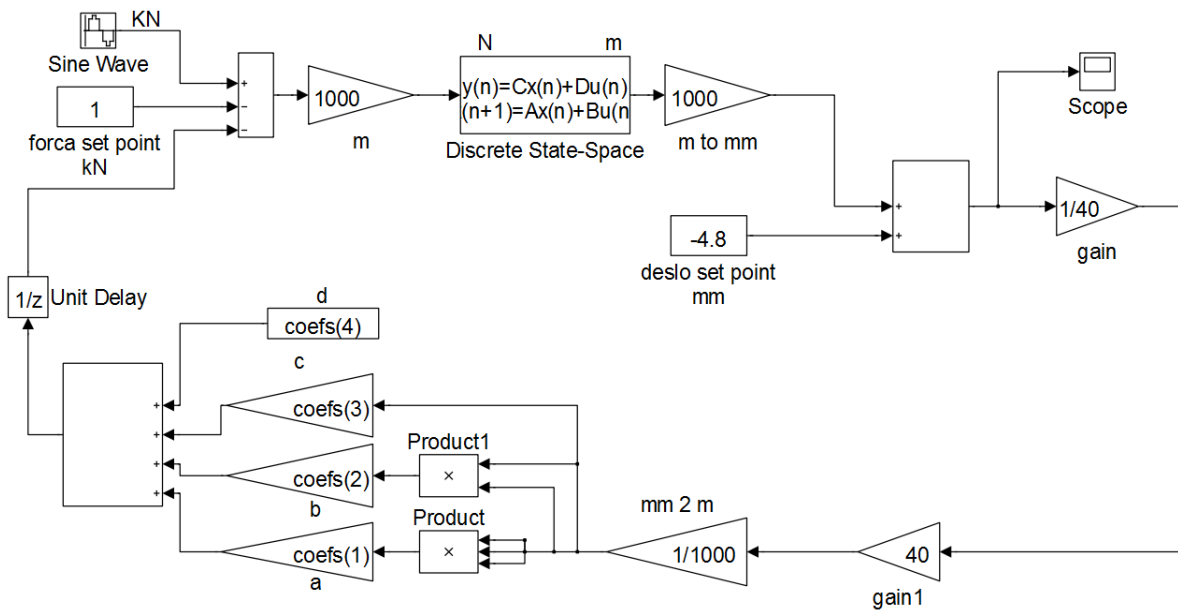 KN
Sine Wave
+
−
−
1
forca set point
kN
1000
m
N
m
y(n)=Cx(n)+Du(n)
(n+1)=Ax(n)+Bu(n
Discrete State-Space
1000
m to mm
Scope
+
+
-4.8
deslo set point
mm
1/40
gain
1/z
Unit Delay
d
coefs(4)
c
coefs(3)
+
+
+
+
Product1
coefs(2)
×
b
Product
coefs(1)
×
a
mm 2 m
1/1000
40
gain1